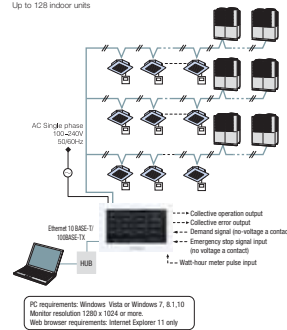 Up to 128 indoor units
AC Single phase
100-240V
50/60Hz
Ethernet 10 BASE-T/
100BASE-TX
HUB
Collective operation output
Collective error output
Demand signal (no-voltage a contact
Emergency stop signal input
(no voltage a contact)
Watt-hour meter pulse input
PC requirements: Windows Vista or Windows 7, 8.1,10
Monitor resolution 1280 x 1024 or more.
Web browser requirements: Internet Explorer 11 only